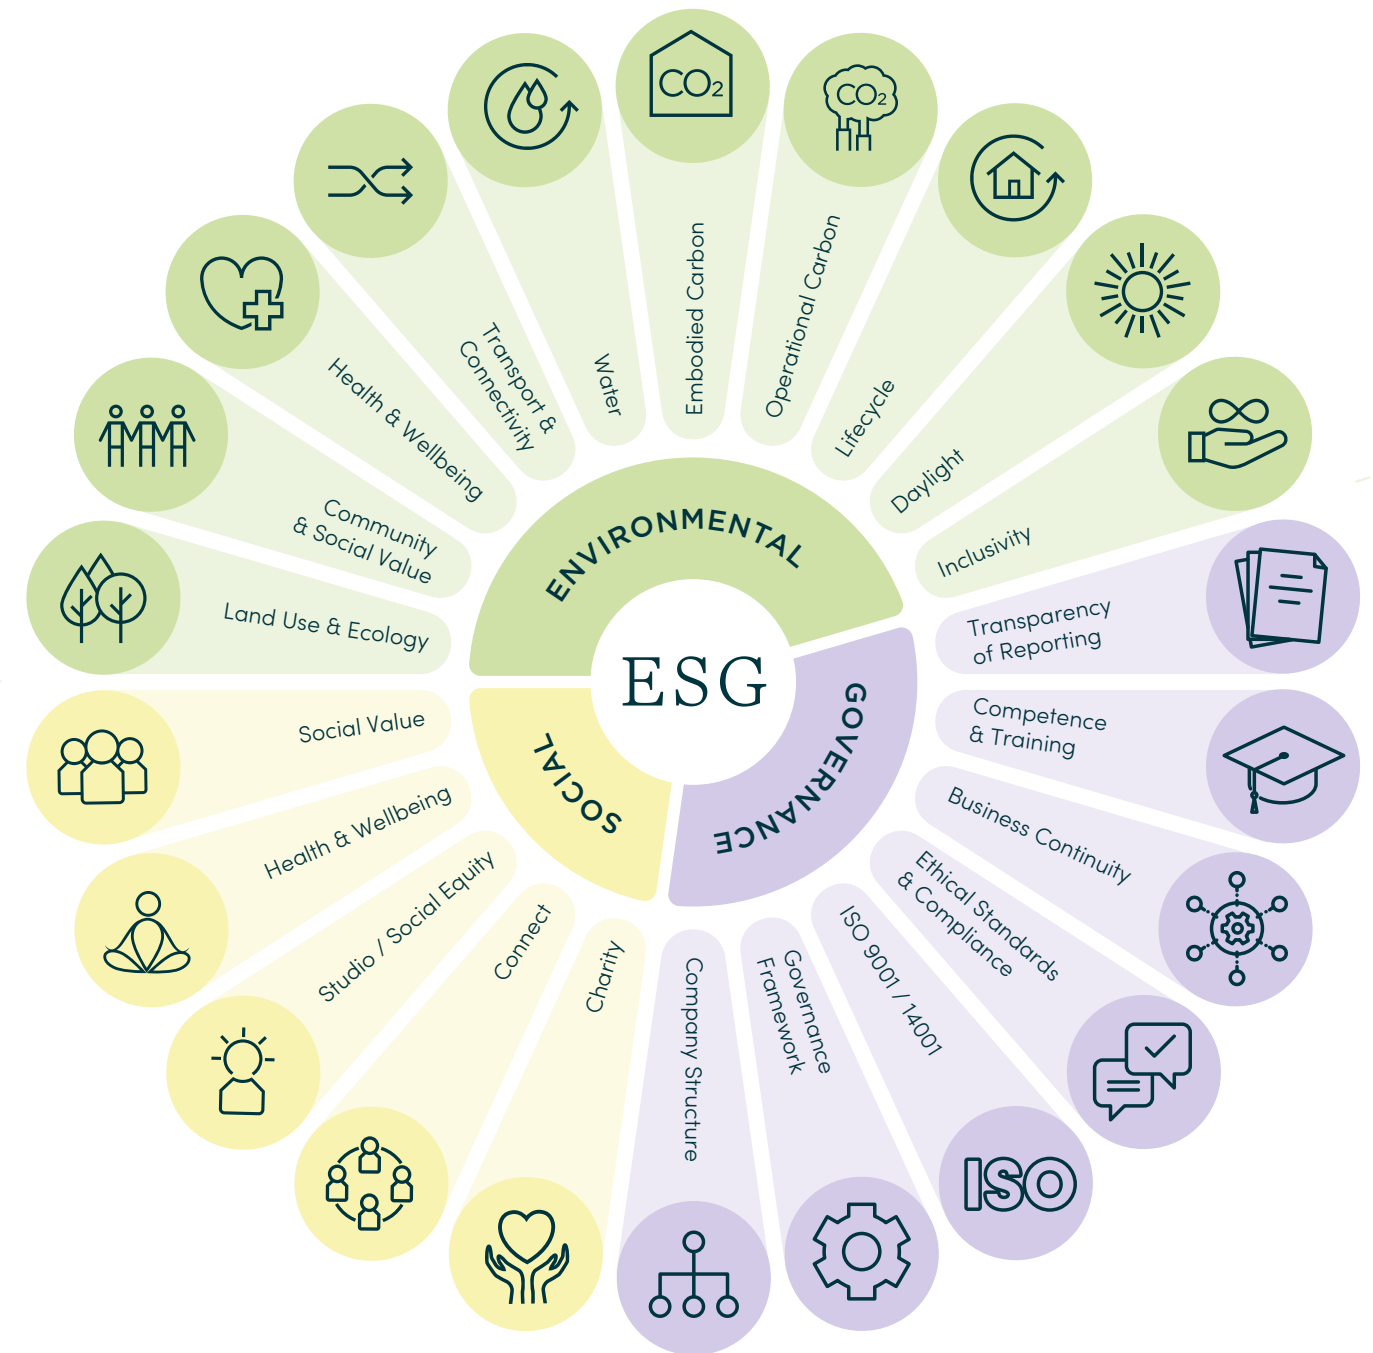 ESG
ENVIRONMENTAL
GOVERNANCE
SOCIAL
CO2
Embodied Carbon
CO2
Operational Carbon
Lifecycle
Daylight
Inclusivity
Transparency
of Reporting
Competence
& Training
Business Continuity
Ethical Standards
& Compliance
ISO
ISO 9001 / 14001
Governance
Framework
Company Structure
Charity
Connect
Studio / Social Equity
Health & Wellbeing
Social Value
Land Use & Ecology
Community
& Social Value
Health & Wellbeing
Transport &
Connectivity
Water